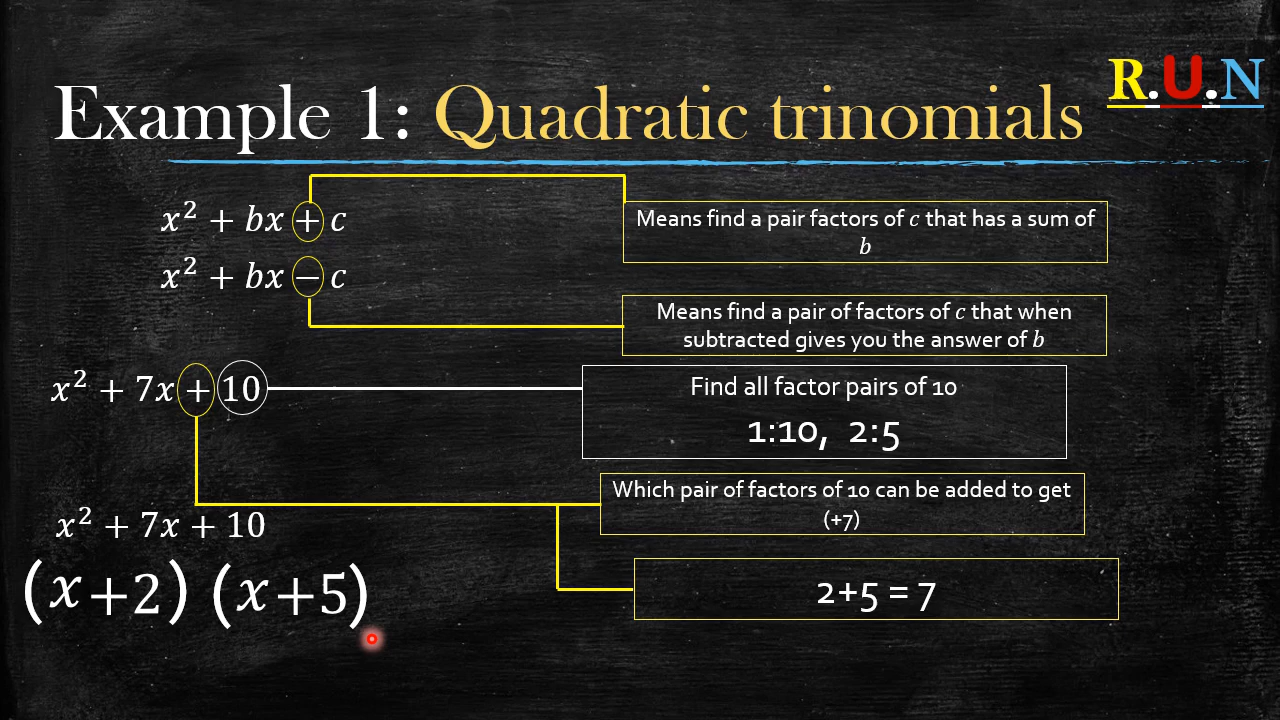 R.U.N
Example 1: Quadratic trinomials
x² + bx + c
Means find a pair factors of c that has a sum of
b
x² + bx − c
Means find a pair of factors of c that when
subtracted gives you the answer of b
x² + 7x + 10
Find all factor pairs of 10
1:10, 2:5
Which pair of factors of 10 can be added to get
(+7)
x² + 7x + 10
(x+2) (x+5)
2+5 = 7